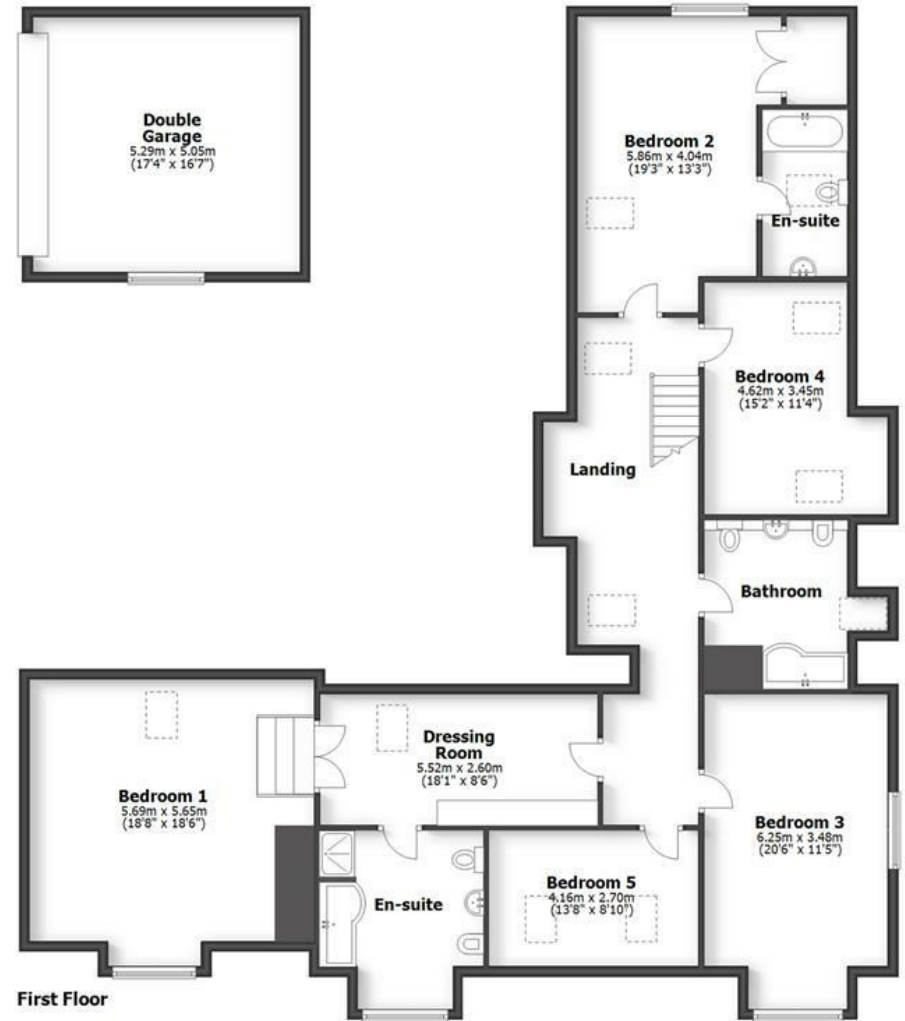 Double
Garage
5.29m x 5.05m
(17'4" x 16'7")
Bedroom 2
5.86m x 4.04m
(19'3" x 13'3")
En-suite
Bedroom 4
4.62m x 3.45m
(15'2" x 11'4")
Landing
Bathroom
Dressing
Room
5.52m x 2.60m
(18'1" x 8'6")
Bedroom 1
5.69m x 5.65m
(18'8" x 18'6")
Bedroom 3
6.25m x 3.48m
(20'6" x 11'5")
En-suite
Bedroom 5
4.16m x 2.70m
(13'8" x 8'10")
First Floor